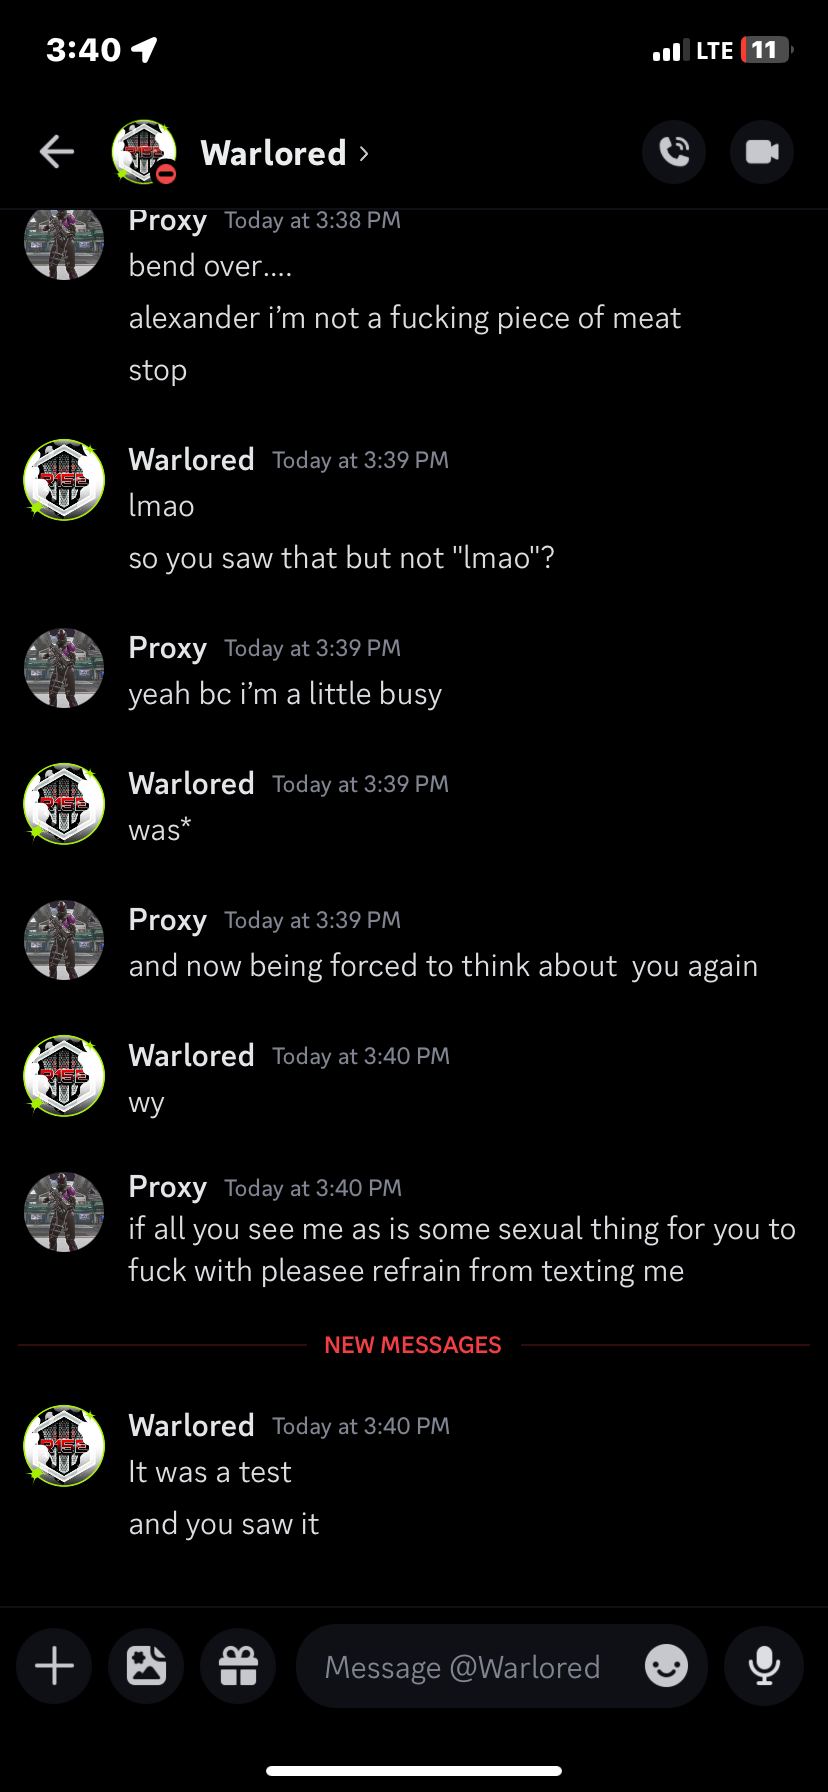 3:40
LTE 11
Warlored ›
Proxy Today at 3:38 PM
bend over....
alexander i’m not a fucking piece of meat
stop
Warlored Today at 3:39 PM
lmao
so you saw that but not "lmao"?
Proxy Today at 3:39 PM
yeah bc i’m a little busy
Warlored Today at 3:39 PM
was*
Proxy Today at 3:39 PM
and now being forced to think about  you again
Warlored Today at 3:40 PM
wy
Proxy Today at 3:40 PM
if all you see me as is some sexual thing for you to
fuck with pleasee refrain from texting me
NEW MESSAGES
Warlored Today at 3:40 PM
It was a test
and you saw it
Message @Warlored